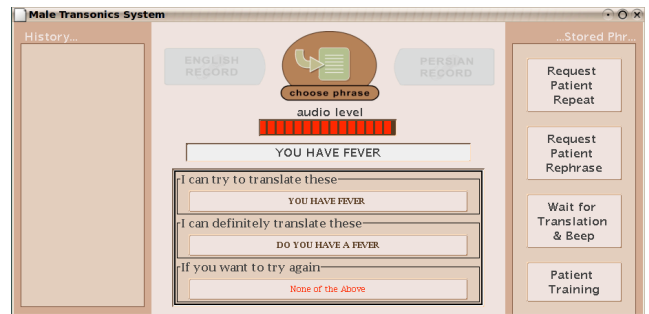 Male Transonics System
History...
...Stored Phr...
ENGLISH
RECORD
PERSIAN
RECORD
choose phrase
audio level
YOU HAVE FEVER
I can try to translate these
YOU HAVE FEVER
I can definitely translate these
DO YOU HAVE A FEVER
If you want to try again
None of the Above
Request
Patient
Repeat
Request
Patient
Rephrase
Wait for
Translation
& Beep
Patient
Training